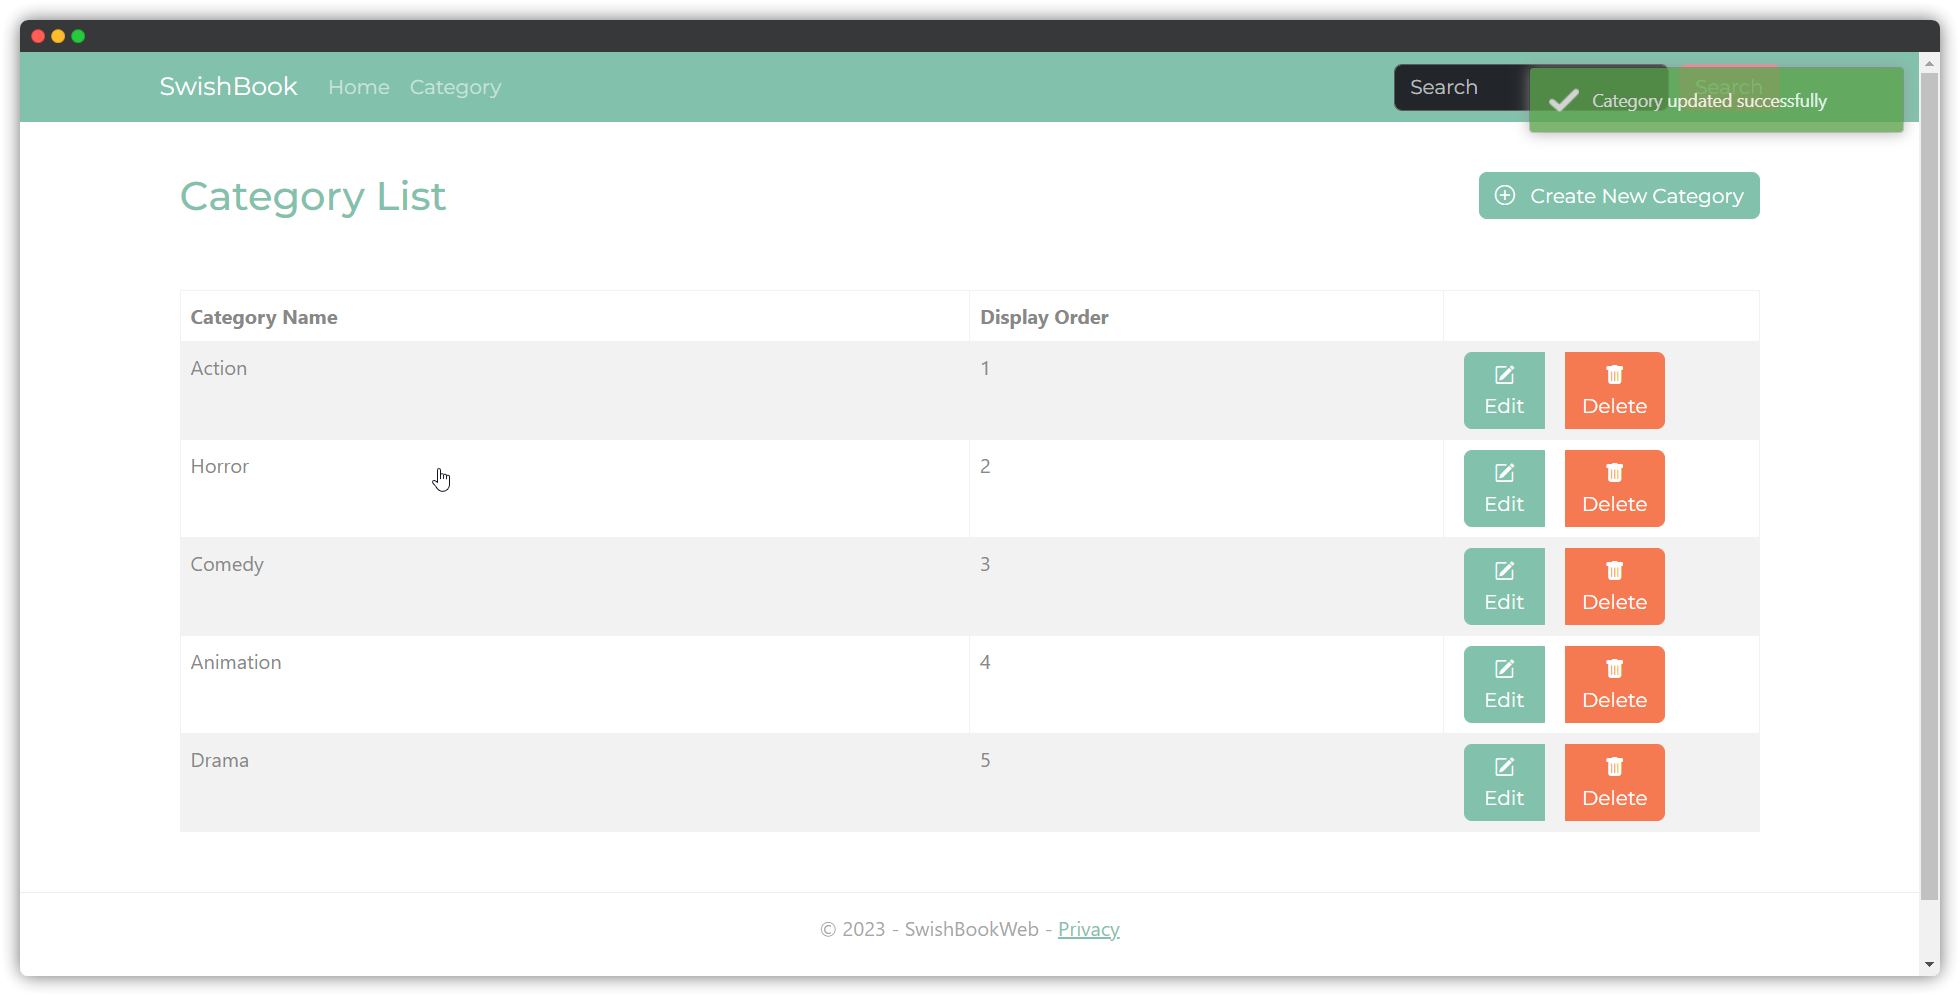 SwishBook Home Category Search Search
Category updated successfully
Category List
Create New Category
Category Name Display Order
Action 1
Edit Delete
Horror 2
Edit Delete
Comedy 3
Edit Delete
Animation 4
Edit Delete
Drama 5
Edit Delete
© 2023 - SwishBookWeb - Privacy